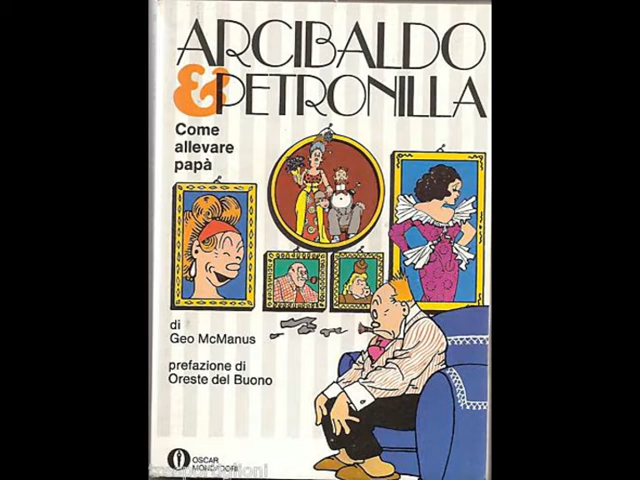 ARCIBALDO
& PETRONILLA
Come
allevare
papà
di
Geo McManus
prefazione di
Oreste del Buono
OSCAR
MONDADORI